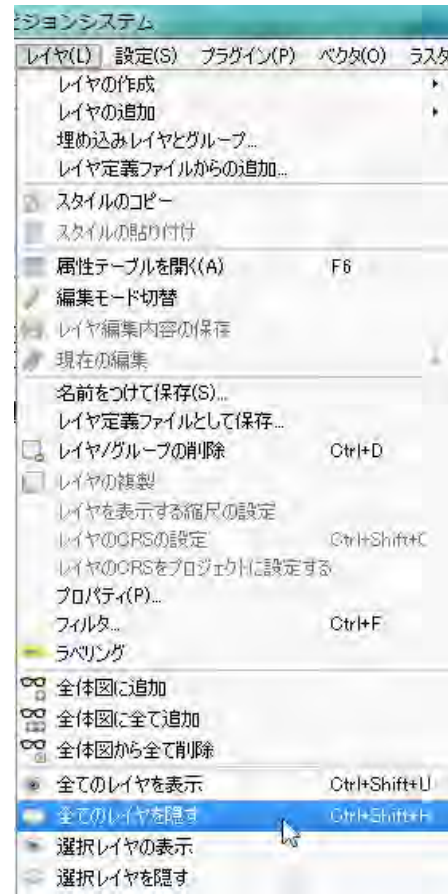 ビジョンシステム
レイヤ(L) 設定(S) プラグイン(P) ベクタ(O) ラスタ
レイヤの作成
レイヤの追加
埋め込みレイヤとグループ...
レイヤ定義ファイルからの追加...
スタイルのコピー
スタイルの貼り付け
属性テーブルを開く(A) F6
編集モード切替
レイヤ編集内容の保存
現在の編集
名前をつけて保存(S)...
レイヤ定義ファイルとして保存...
レイヤ/グループの削除 Ctrl+D
レイヤの複製
レイヤを表示する縮尺の設定
レイヤのCRSの設定 Ctrl+Shift+C
レイヤのCRSをプロジェクトに設定する
プロパティ(P)...
フィルタ... Ctrl+F
ラベリング
全体図に追加
全体図に全て追加
全体図から全て削除
全てのレイヤを表示 Ctrl+Shift+U
全てのレイヤを隠す Ctrl+Shift+H
選択レイヤの表示
選択レイヤを隠す